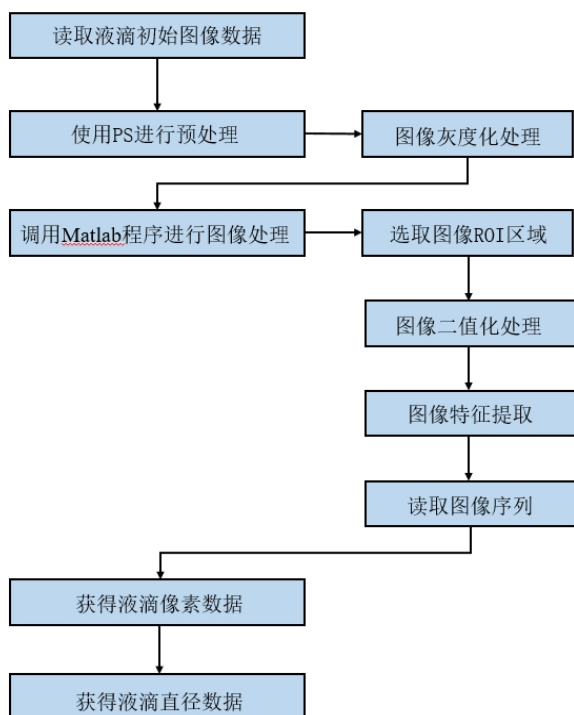 读取液滴初始图像数据
使用PS进行预处理
图像灰度化处理
调用Matlab程序进行图像处理
选取图像ROI区域
图像二值化处理
图像特征提取
读取图像序列
获得液滴像素数据
获得液滴直径数据